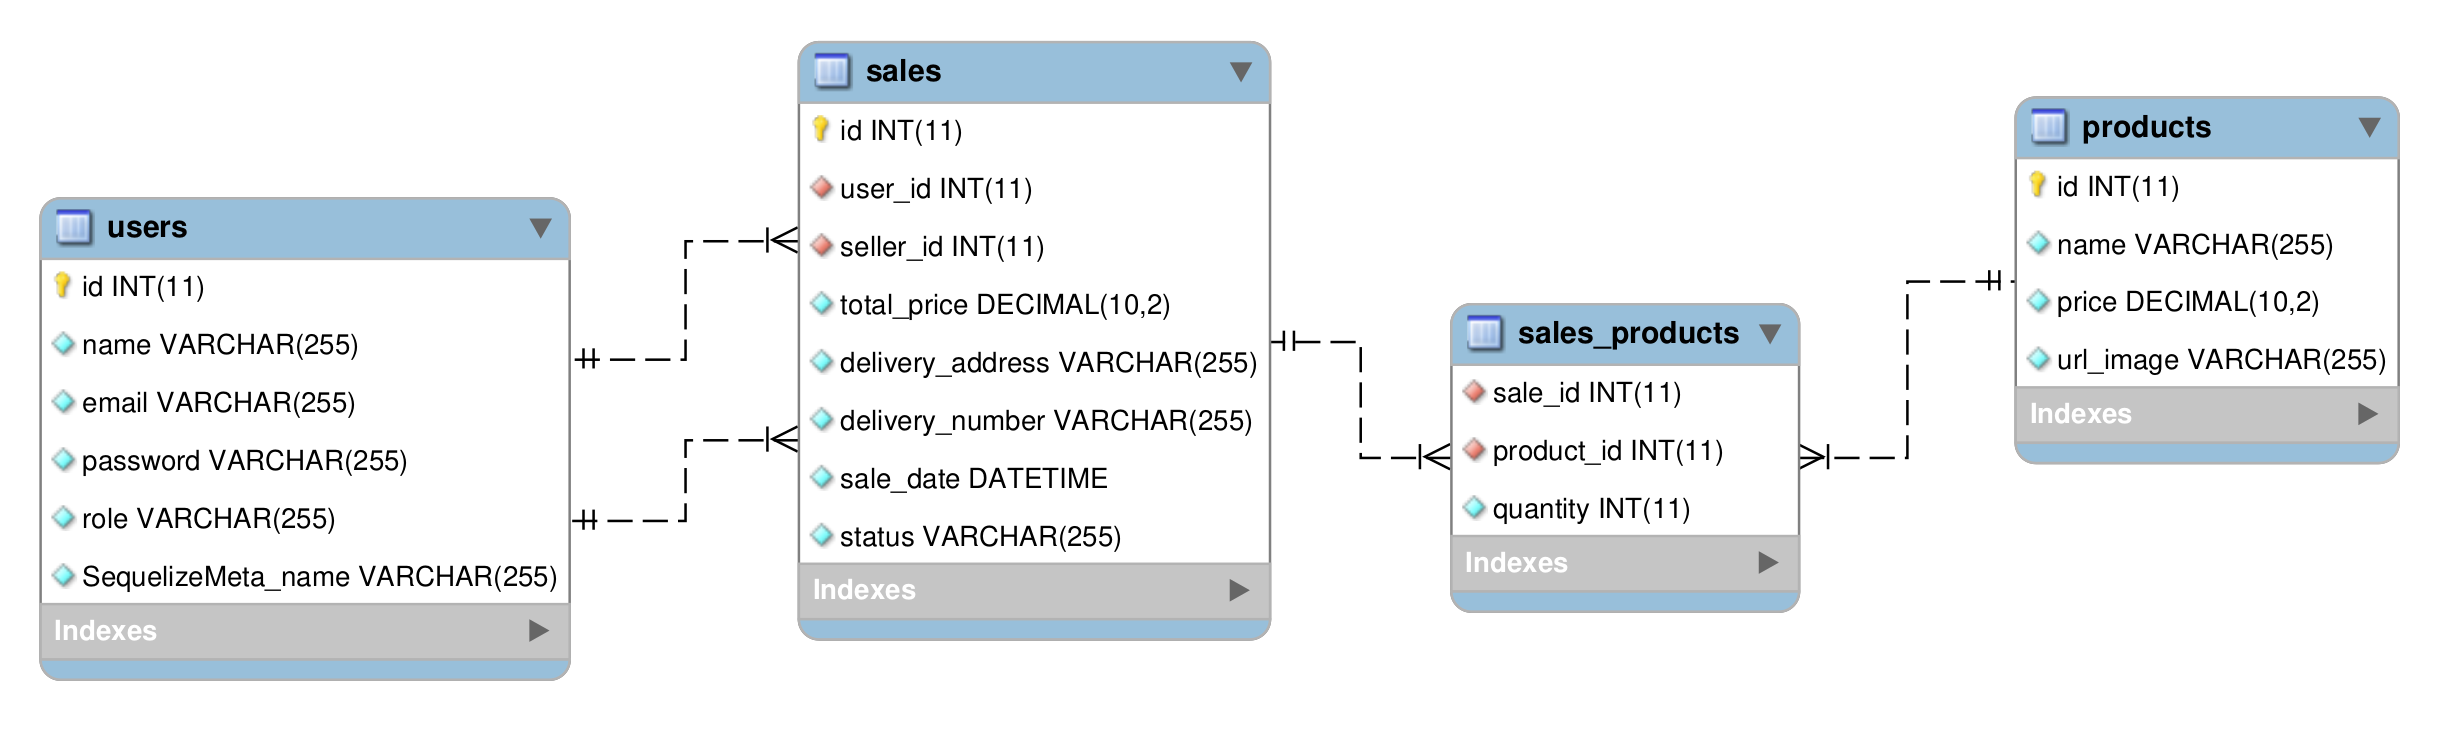 users
id INT(11)
name VARCHAR(255)
email VARCHAR(255)
password VARCHAR(255)
role VARCHAR(255)
SequelizeMeta_name VARCHAR(255)
Indexes
sales
id INT(11)
user_id INT(11)
seller_id INT(11)
total_price DECIMAL(10,2)
delivery_address VARCHAR(255)
delivery_number VARCHAR(255)
sale_date DATETIME
status VARCHAR(255)
Indexes
sales_products
sale_id INT(11)
product_id INT(11)
quantity INT(11)
Indexes
products
id INT(11)
name VARCHAR(255)
price DECIMAL(10,2)
url_image VARCHAR(255)
Indexes